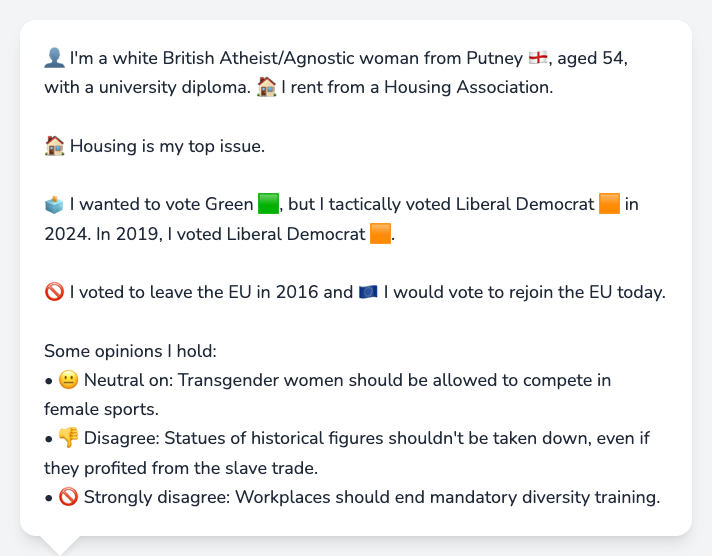 👤 I'm a white British Atheist/Agnostic woman from Putney 🏴󠁧󠁢󠁥󠁮󠁧󠁿, aged 54,
with a university diploma. 🏠 I rent from a Housing Association.
🏠 Housing is my top issue.
🗳️ I wanted to vote Green 🟩, but I tactically voted Liberal Democrat 🟧 in
2024. In 2019, I voted Liberal Democrat 🟧.
🚫 I voted to leave the EU in 2016 and 🇪🇺 I would vote to rejoin the EU today.
Some opinions I hold:
• 😐 Neutral on: Transgender women should be allowed to compete in
female sports.
• 👎 Disagree: Statues of historical figures shouldn't be taken down, even if
they profited from the slave trade.
• 🚫 Strongly disagree: Workplaces should end mandatory diversity training.